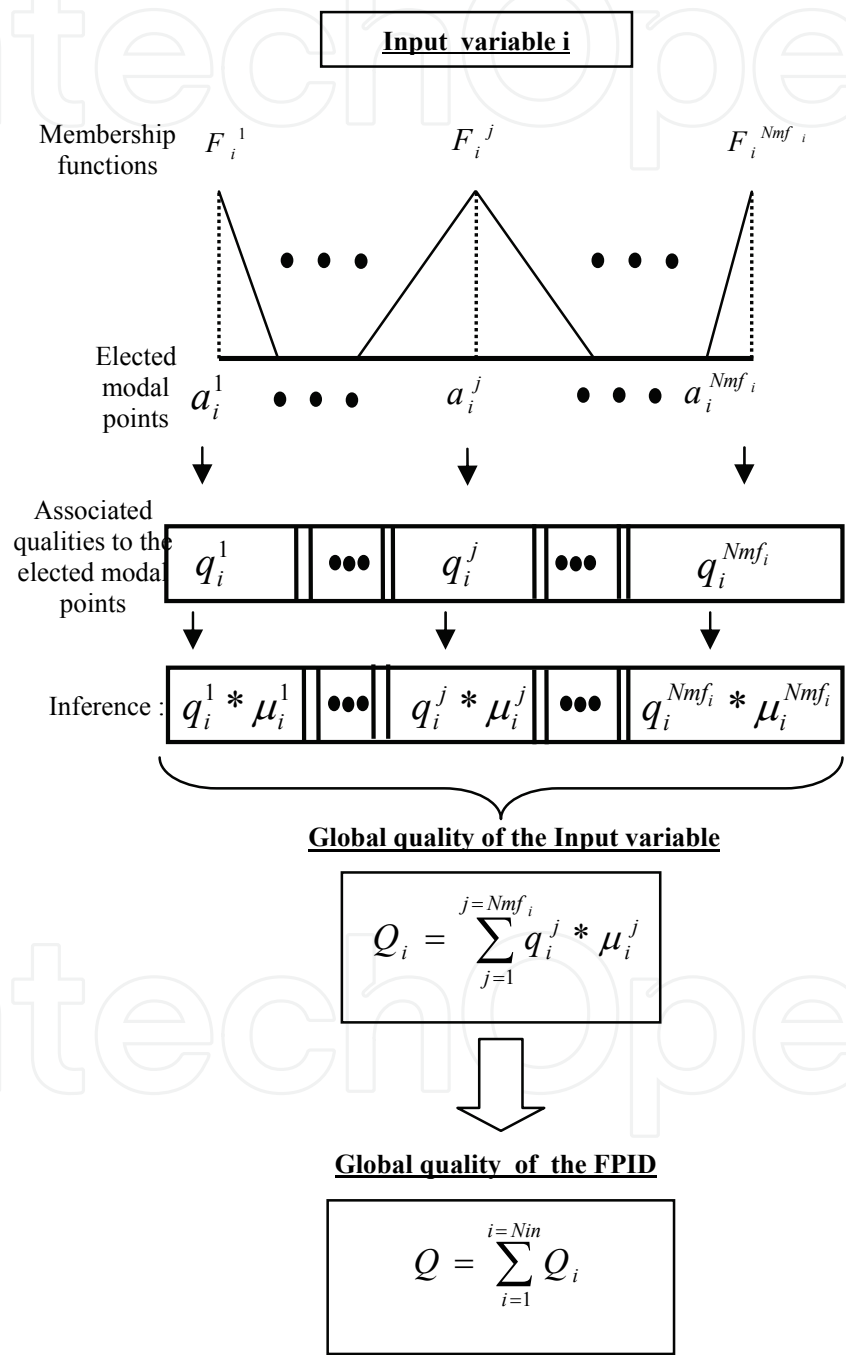 Input variable i
Membership
functions
F_i^1 F_i^j F_i^{Nmf_i}
Elected
modal
points
a_i^1 a_i^j a_i^{Nmf_i}
Associated
qualities to the
elected modal
points
q_i^1 ••• q_i^j ••• q_i^{Nmf_i}
Inference : q_i^1 * μ_i^1 ••• q_i^j * μ_i^j ••• q_i^{Nmf_i} * μ_i^{Nmf_i}
Global quality of the Input variable
Q_i = \sum_{j=1}^{j=Nmf_i} q_i^j * μ_i^j
Global quality of the FPID
Q = \sum_{i=1}^{i=Nin} Q_i